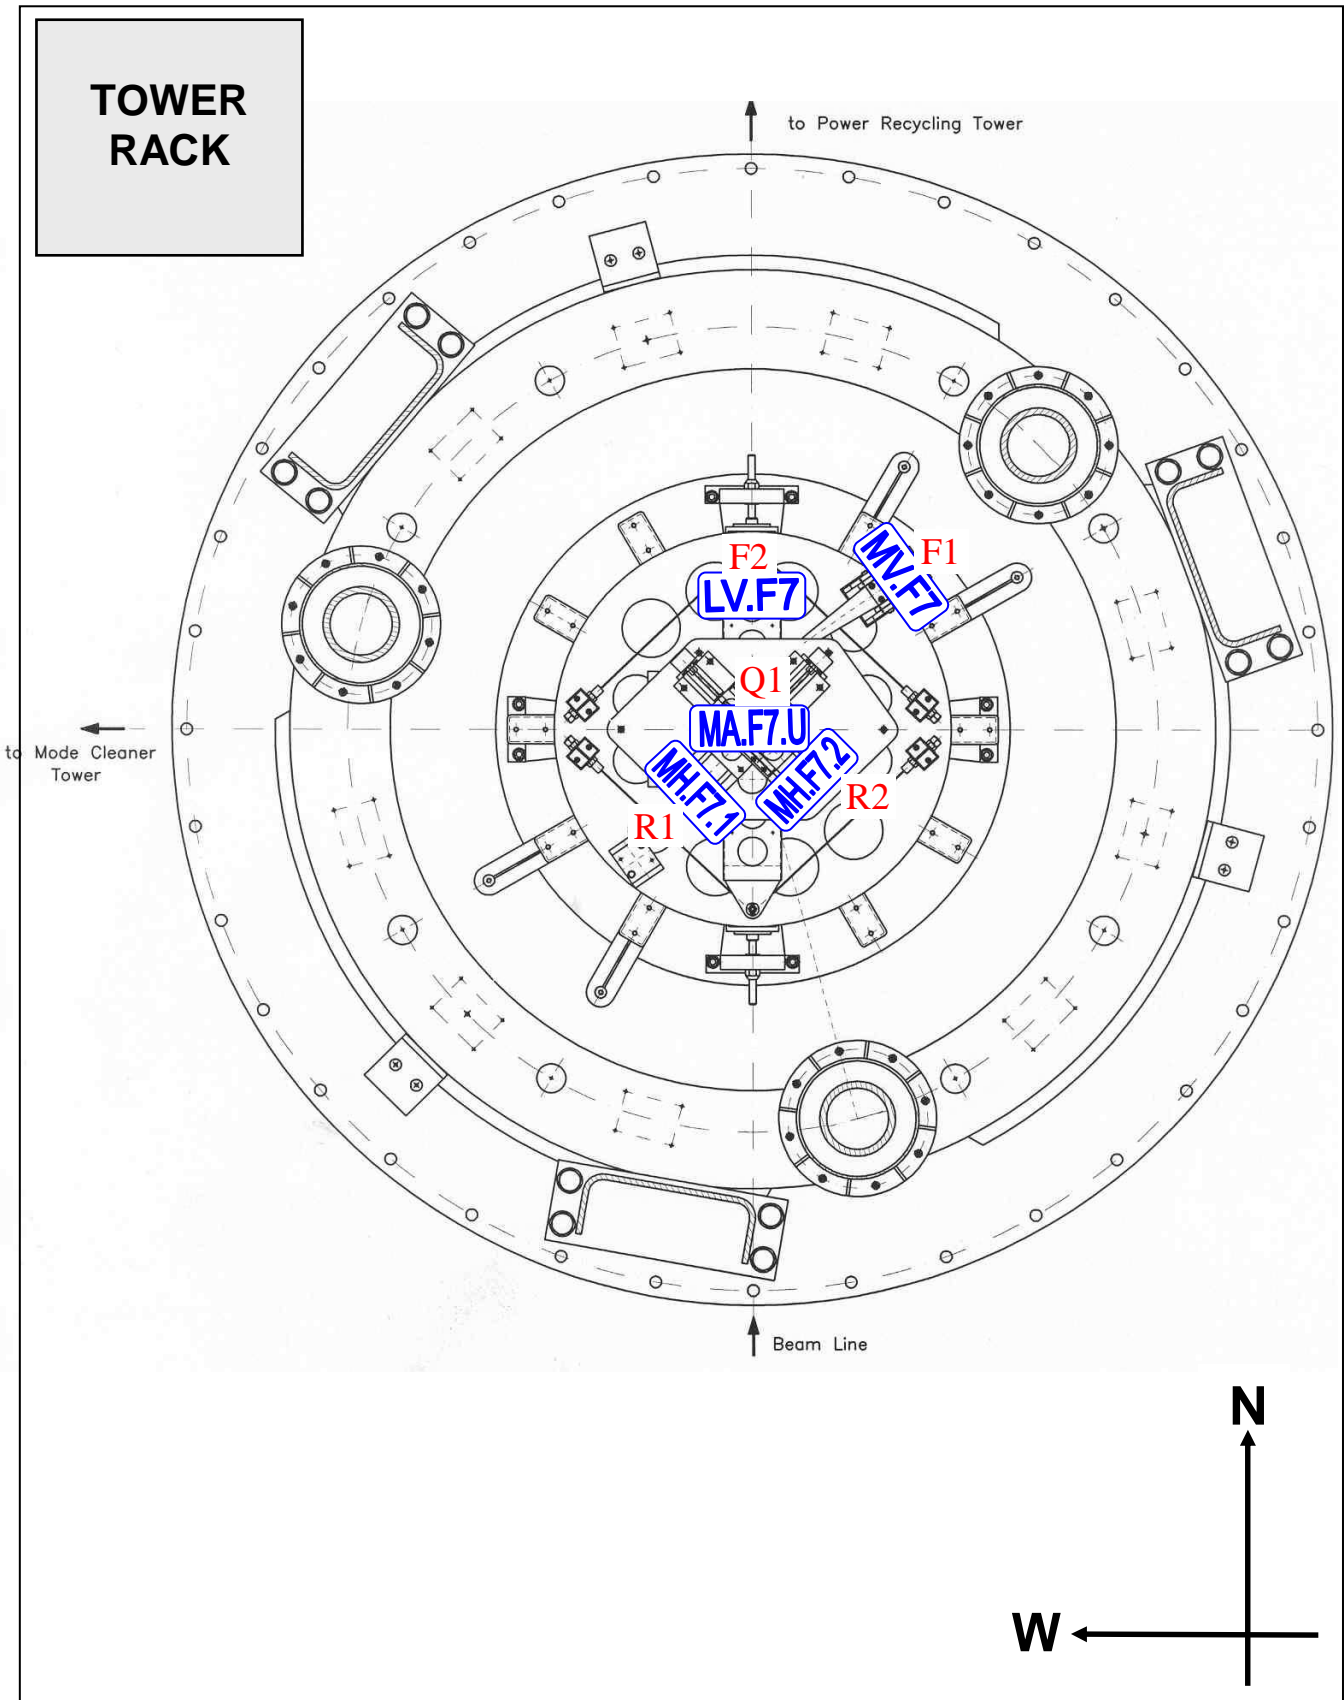 TOWER
RACK
to Power Recycling Tower
F2
F1
LV.F7
MV.F7
Q1
MA.F7.U
to Mode Cleaner
Tower
MH.F7.1
MH.F7.2
R1
R2
Beam Line
N
W